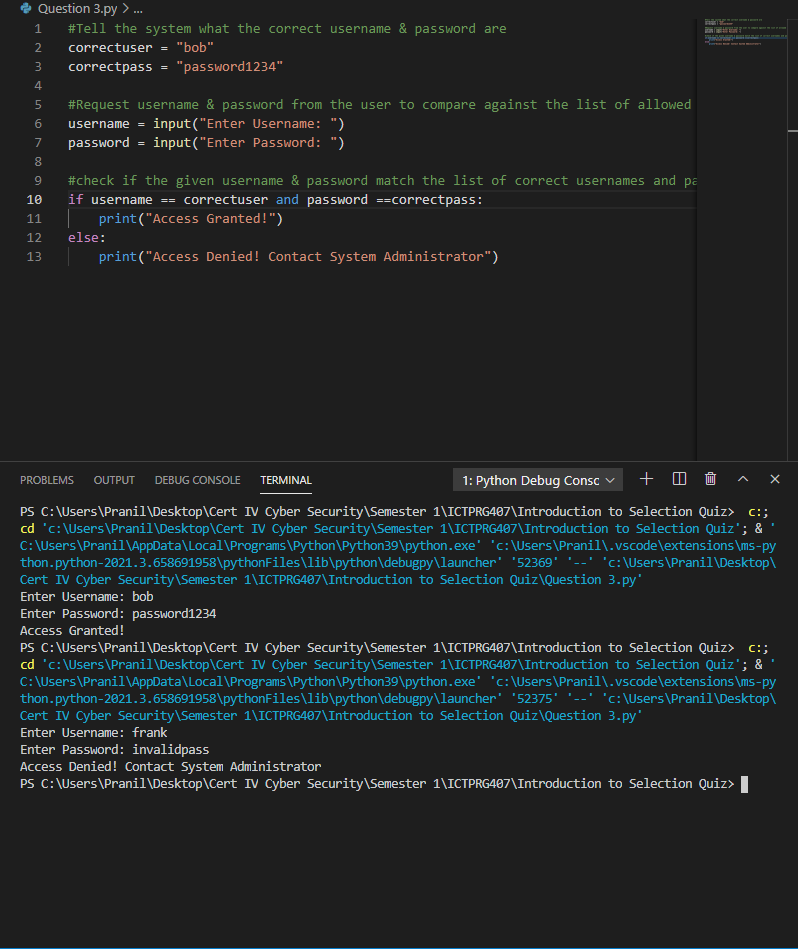 Question 3.py > ...
1 #Tell the system what the correct username & password are
2 correctuser = "bob"
3 correctpass = "password1234"
4
5 #Request username & password from the user to compare against the list of allowed
6 username = input("Enter Username: ")
7 password = input("Enter Password: ")
8
9 #check if the given username & password match the list of correct usernames and pa
10 if username == correctuser and password ==correctpass:
11     print("Access Granted!")
12 else:
13     print("Access Denied! Contact System Administrator")
PROBLEMS OUTPUT DEBUG CONSOLE TERMINAL 1: Python Debug Consc
PS C:\Users\Pranil\Desktop\Cert IV Cyber Security\Semester 1\ICTPRG407\Introduction to Selection Quiz>  c:;
cd 'c:\Users\Pranil\Desktop\Cert IV Cyber Security\Semester 1\ICTPRG407\Introduction to Selection Quiz'; & '
C:\Users\Pranil\AppData\Local\Programs\Python\Python39\python.exe' 'c:\Users\Pranil\.vscode\extensions\ms-py
thon.python-2021.3.658691958\pythonFiles\lib\python\debugpy\launcher' '52369' '--' 'c:\Users\Pranil\Desktop\
Cert IV Cyber Security\Semester 1\ICTPRG407\Introduction to Selection Quiz\Question 3.py'
Enter Username: bob
Enter Password: password1234
Access Granted!
PS C:\Users\Pranil\Desktop\Cert IV Cyber Security\Semester 1\ICTPRG407\Introduction to Selection Quiz>  c:;
cd 'c:\Users\Pranil\Desktop\Cert IV Cyber Security\Semester 1\ICTPRG407\Introduction to Selection Quiz'; & '
C:\Users\Pranil\AppData\Local\Programs\Python\Python39\python.exe' 'c:\Users\Pranil\.vscode\extensions\ms-py
thon.python-2021.3.658691958\pythonFiles\lib\python\debugpy\launcher' '52375' '--' 'c:\Users\Pranil\Desktop\
Cert IV Cyber Security\Semester 1\ICTPRG407\Introduction to Selection Quiz\Question 3.py'
Enter Username: frank
Enter Password: invalidpass
Access Denied! Contact System Administrator
PS C:\Users\Pranil\Desktop\Cert IV Cyber Security\Semester 1\ICTPRG407\Introduction to Selection Quiz>